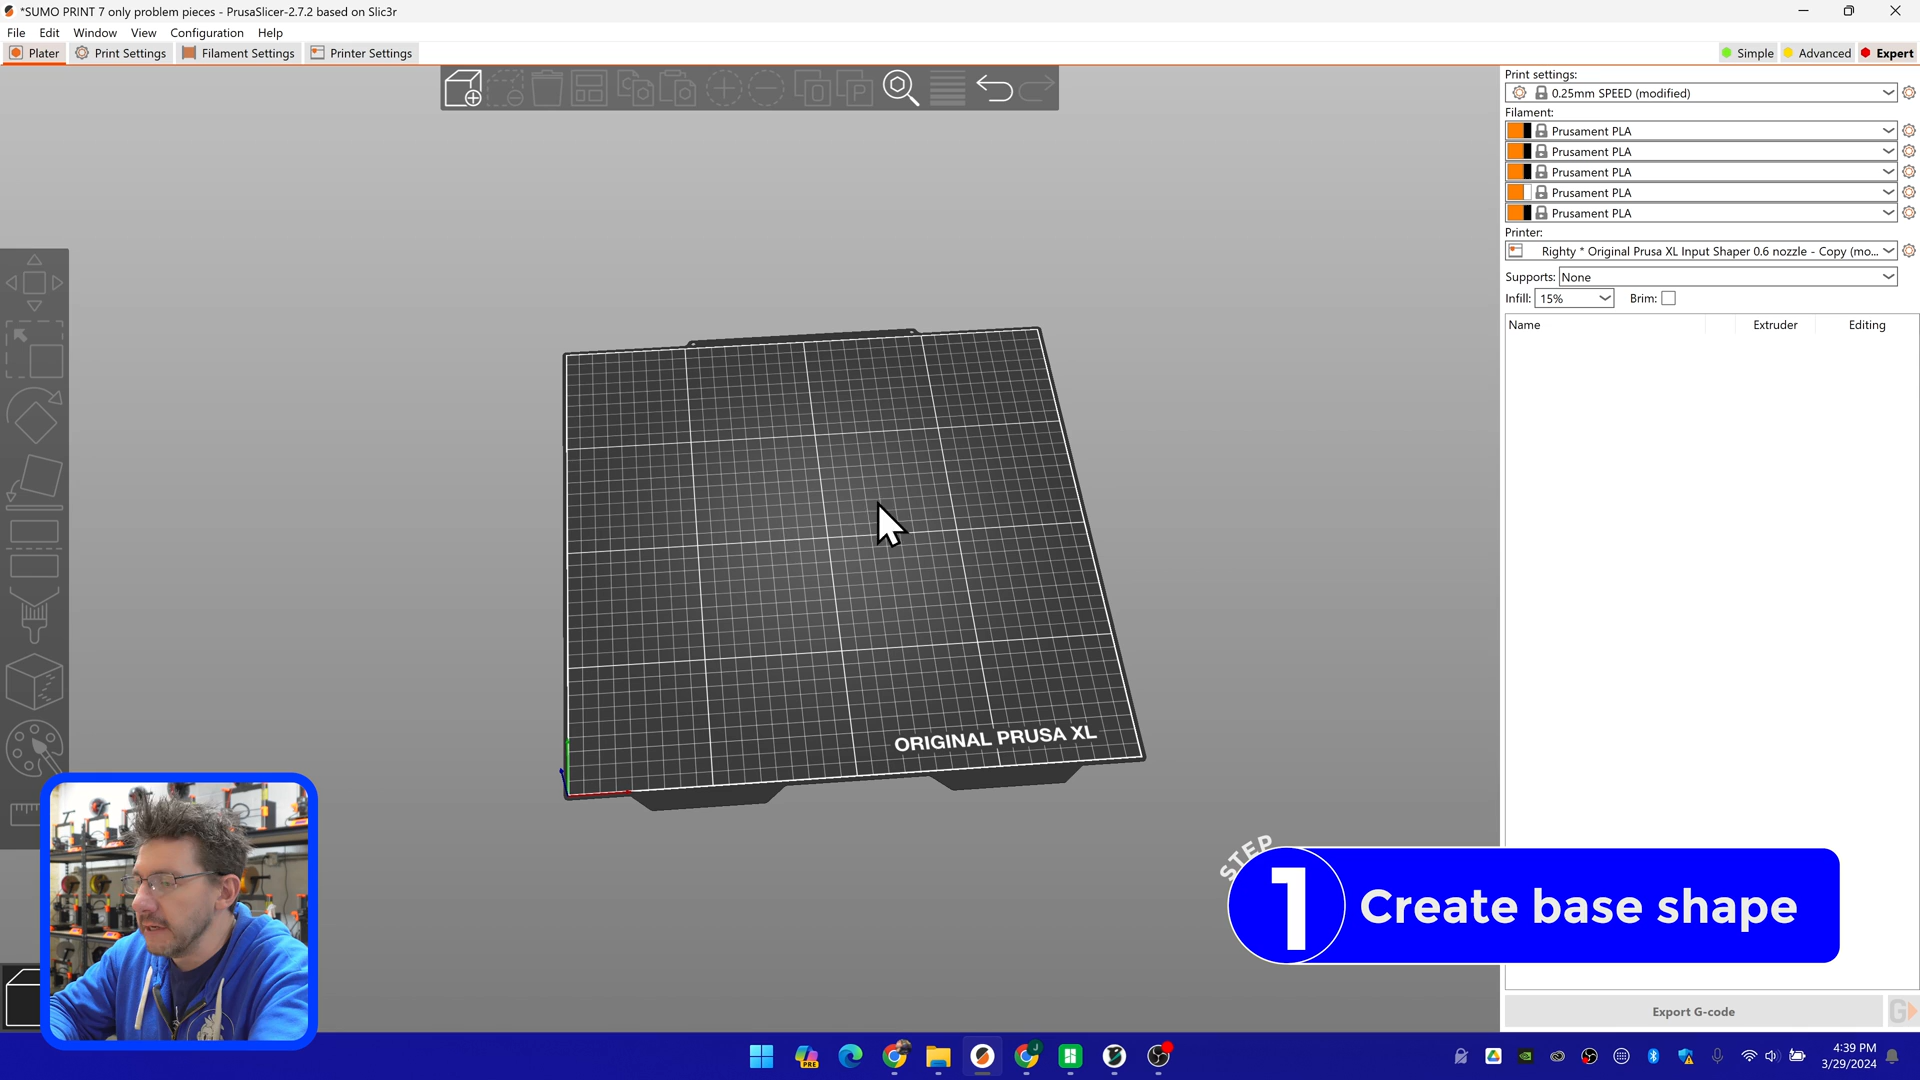 *SUMO PRINT 7 only problem pieces - PrusaSlicer-2.7.2 based on Slic3r
File Edit Window View Configuration Help
Plater Print Settings Filament Settings Printer Settings
Simple Advanced Expert
Print settings:
0.25mm SPEED (modified)
Filament:
Prusament PLA
Prusament PLA
Prusament PLA
Prusament PLA
Prusament PLA
Printer:
Righty * Original Prusa XL Input Shaper 0.6 nozzle - Copy (mo...
Supports: None
Infill: 15% Brim:
Name Extruder Editing
ORIGINAL PRUSA XL
STEP
1 Create base shape
Export G-code
G
PRE
J
4:39 PM
3/29/2024